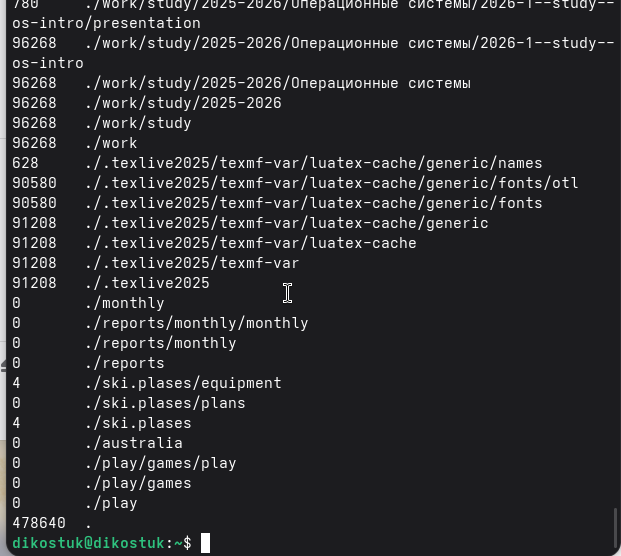 780     ./work/study/2025-2026/Операционные системы/2026-1--study--
os-intro/presentation
96268   ./work/study/2025-2026/Операционные системы/2026-1--study--
os-intro
96268   ./work/study/2025-2026/Операционные системы
96268   ./work/study/2025-2026
96268   ./work/study
96268   ./work
628     ./.texlive2025/texmf-var/luatex-cache/generic/names
90580   ./.texlive2025/texmf-var/luatex-cache/generic/fonts/otl
90580   ./.texlive2025/texmf-var/luatex-cache/generic/fonts
91208   ./.texlive2025/texmf-var/luatex-cache/generic
91208   ./.texlive2025/texmf-var/luatex-cache
91208   ./.texlive2025/texmf-var
91208   ./.texlive2025
0       ./monthly
0       ./reports/monthly/monthly
0       ./reports/monthly
0       ./reports
4       ./ski.plases/equipment
0       ./ski.plases/plans
4       ./ski.plases
0       ./australia
0       ./play/games/play
0       ./play/games
0       ./play
478640  .
dikostuk@dikostuk:~$